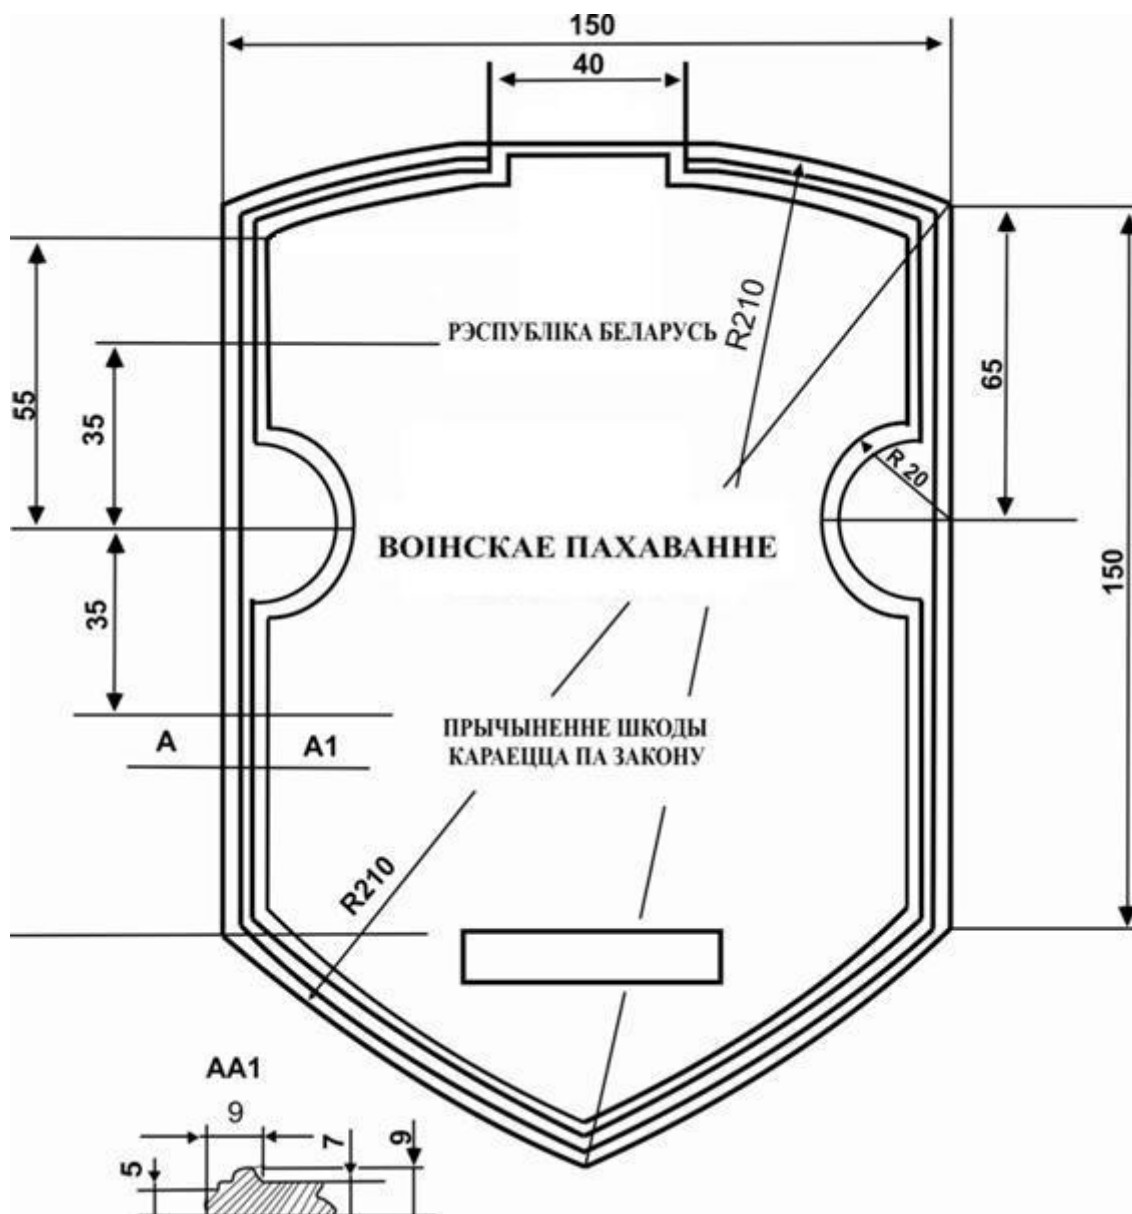 150
40
R210
РЭСПУБЛІКА БЕЛАРУСЬ
55
35
65
R 20
ВОІНСКАЕ ПАХАВАННЕ
150
35
А
А1
ПРЫЧЫНЕННЕ ШКОДЫ
КАРАЕЦЦА ПА ЗАКОНУ
R210
АА1
9
7
9
5